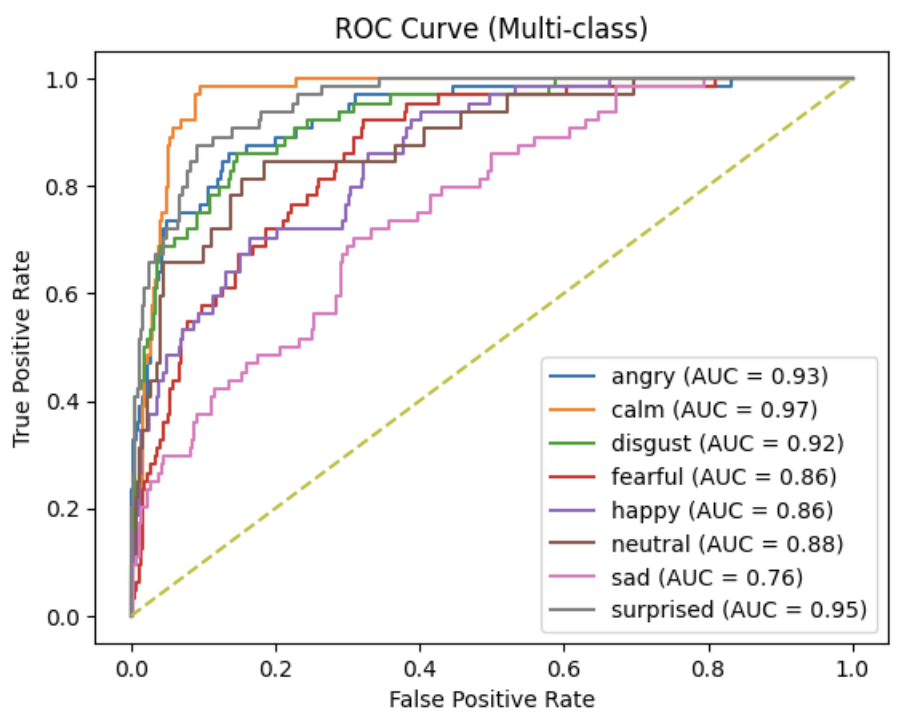 ROC Curve (Multi-class)
True Positive Rate
1.0
0.8
0.6
0.4
0.2
0.0
angry (AUC = 0.93)
calm (AUC = 0.97)
disgust (AUC = 0.92)
fearful (AUC = 0.86)
happy (AUC = 0.86)
neutral (AUC = 0.88)
sad (AUC = 0.76)
surprised (AUC = 0.95)
0.0 0.2 0.4 0.6 0.8 1.0
False Positive Rate